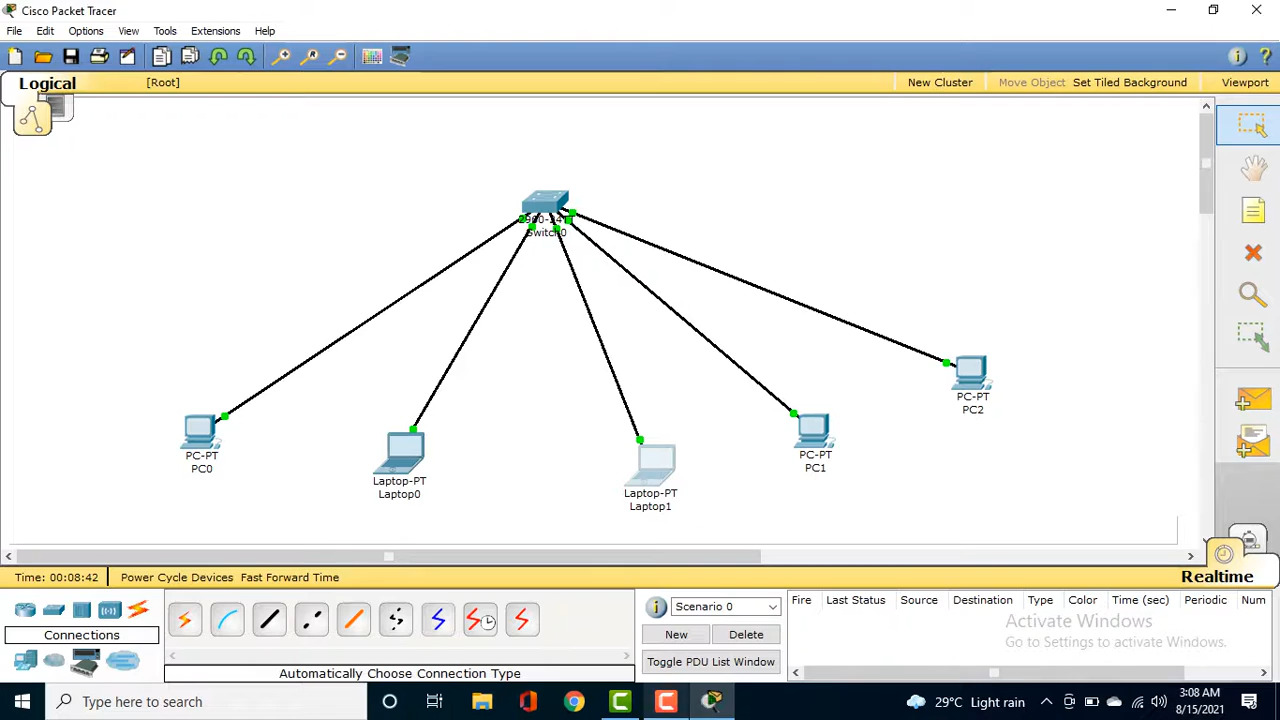 Cisco Packet Tracer
File Edit Options View Tools Extensions Help
Logical [Root] New Cluster Move Object Set Tiled Background Viewport
Switch0
PC-PT
PC2
PC-PT
PC0
PC-PT
PC1
Laptop-PT
Laptop0
Laptop-PT
Laptop1
Realtime
Time: 00:08:42 Power Cycle Devices Fast Forward Time
Scenario 0
Fire Last Status Source Destination Type Color Time (sec) Periodic Num
Connections
New Delete
Activate Windows
Go to Settings to activate Windows.
Toggle PDU List Window
Automatically Choose Connection Type
Type here to search
29°C Light rain
3:08 AM
8/15/2021